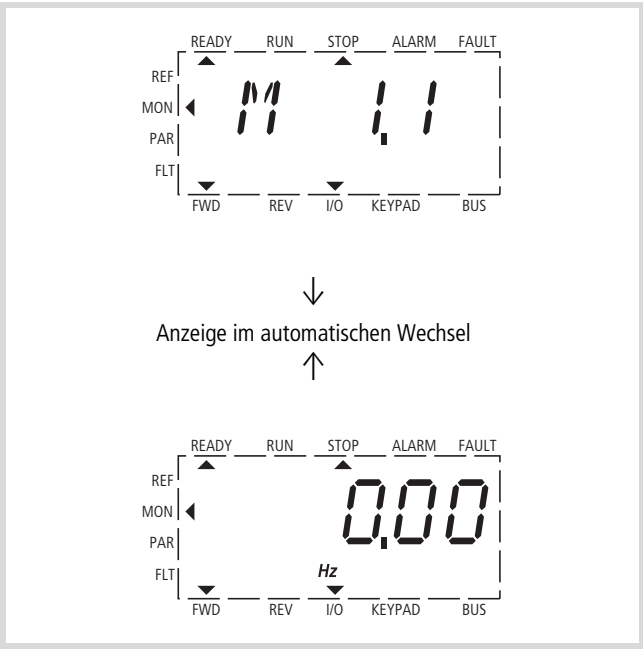 READY RUN STOP ALARM FAULT
REF
MON M 1.1
PAR
FLT
FWD REV I/O KEYPAD BUS
Anzeige im automatischen Wechsel
READY RUN STOP ALARM FAULT
REF
MON 0.00
PAR
FLT Hz
FWD REV I/O KEYPAD BUS